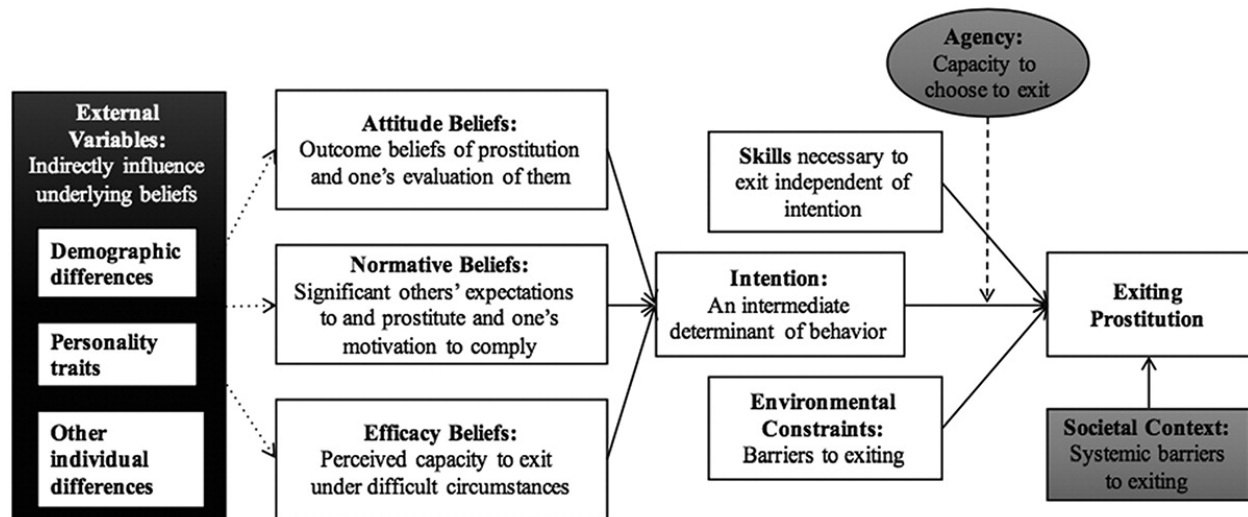 External
Variables:
Indirectly influence
underlying beliefs
Demographic
differences
Personality
traits
Other
individual
differences
Attitude Beliefs:
Outcome beliefs of prostitution
and one's evaluation of them
Normative Beliefs:
Significant others' expectations
to and prostitute and one's
motivation to comply
Efficacy Beliefs:
Perceived capacity to exit
under difficult circumstances
Agency:
Capacity to
choose to exit
Skills necessary to
exit independent of
intention
Intention:
An intermediate
determinant of behavior
Environmental
Constraints:
Barriers to exiting
Exiting
Prostitution
Societal Context:
Systemic barriers
to exiting